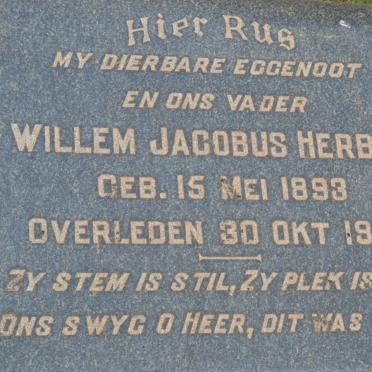 Hier Rus
MY DIERBARE EGGENOOT
EN ONS VADER
WILLEM JACOBUS HERB
GEB. 15 MEI 1893
OVERLEDEN 30 OKT 19
ZY STEM IS STIL, ZY PLEK IS
ONS SWYG O HEER, DIT WAS